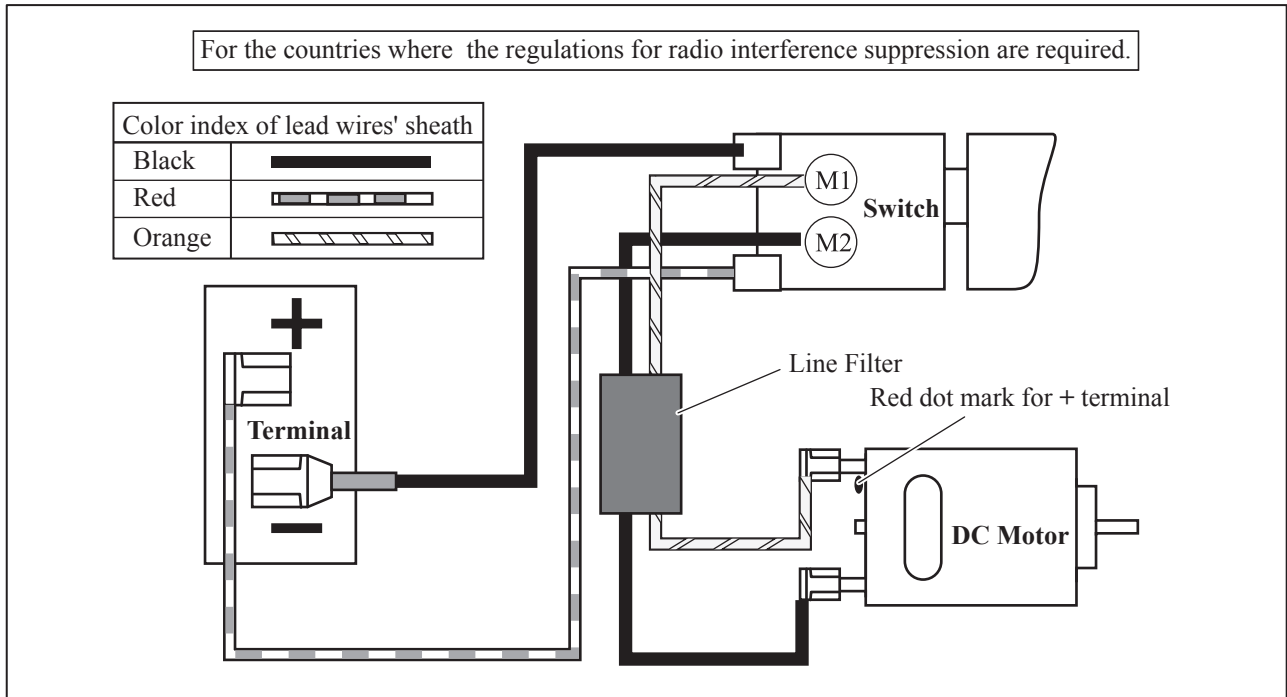 For the countries where the regulations for radio interference suppression are required.
Color index of lead wires' sheath
Black
Red
Orange
M1
Switch
M2
+
Line Filter
Red dot mark for + terminal
Terminal
DC Motor
−